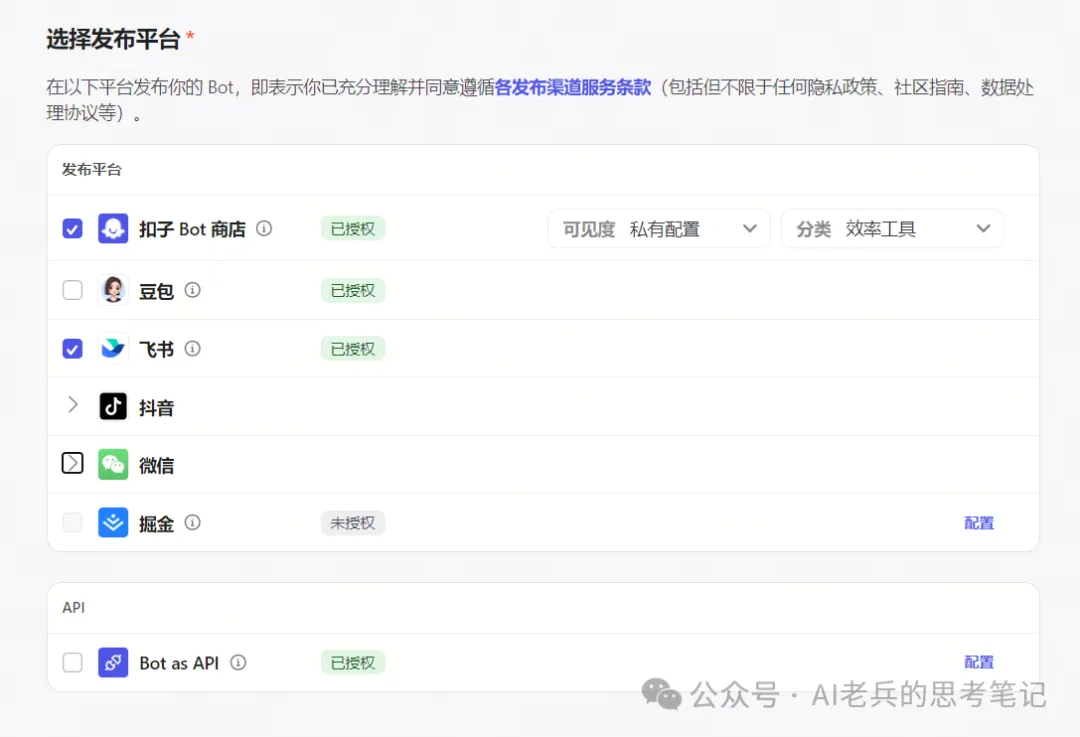 选择发布平台 *
在以下平台发布你的 Bot，即表示你已充分理解并同意遵循各发布渠道服务条款（包括但不限于任何隐私政策、社区指南、数据处
理协议等）。
发布平台
扣子 Bot 商店 已授权 可见度 私有配置 分类 效率工具
豆包 已授权
飞书 已授权
抖音
微信
掘金 未授权 配置
API
Bot as API 已授权 配置
公众号 · AI老兵的思考笔记